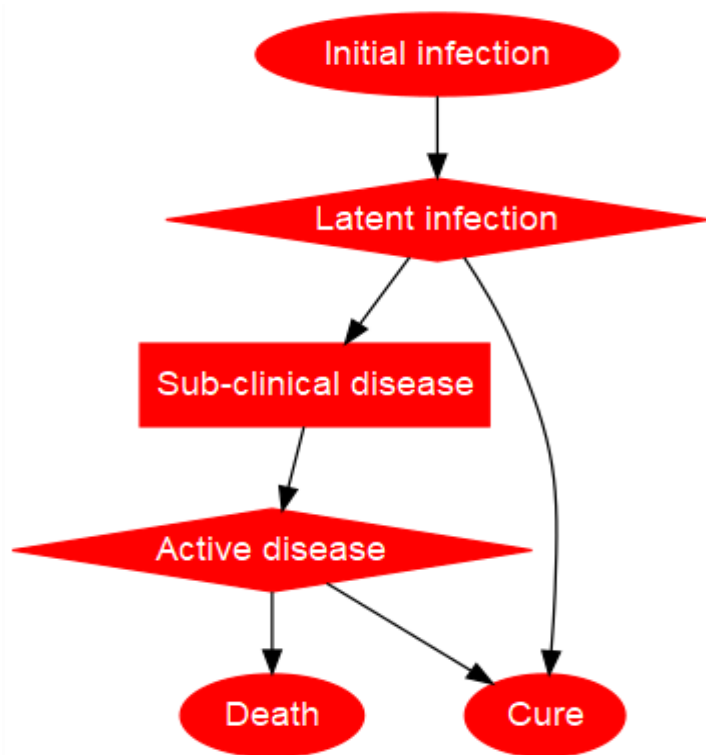 Initial infection
Latent infection
Sub-clinical disease
Active disease
Death
Cure